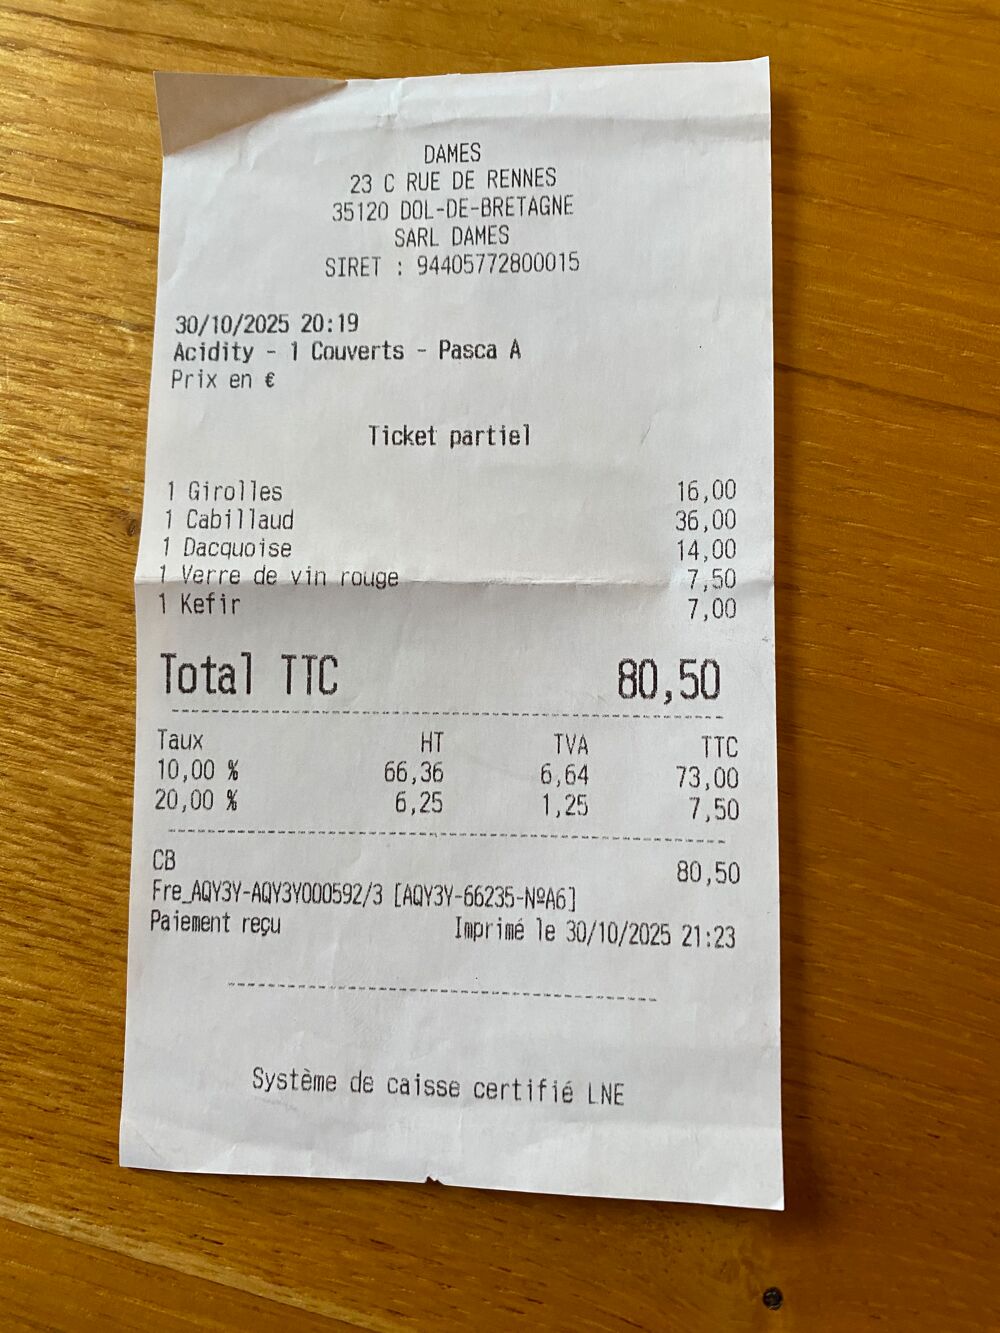 DAMES
23 C RUE DE RENNES
35120 DOL-DE-BRETAGNE
SARL DAMES
SIRET : 94405772800015
30/10/2025 20:19
Acidity - 1 Couverts - Pasca A
Prix en €
Ticket partiel
1 Girolles 16,00
1 Cabillaud 36,00
1 Dacquoise 14,00
1 Verre de vin rouge 7,50
1 Kefir 7,00
Total TTC 80,50
Taux HT TVA TTC
10,00 % 66,36 6,64 73,00
20,00 % 6,25 1,25 7,50
CB 80,50
Fre_AQY3Y-AQY3Y000592/3 [AQY3Y-66235-NºA6]
Paiement reçu Imprimé le 30/10/2025 21:23
Système de caisse certifié LNE